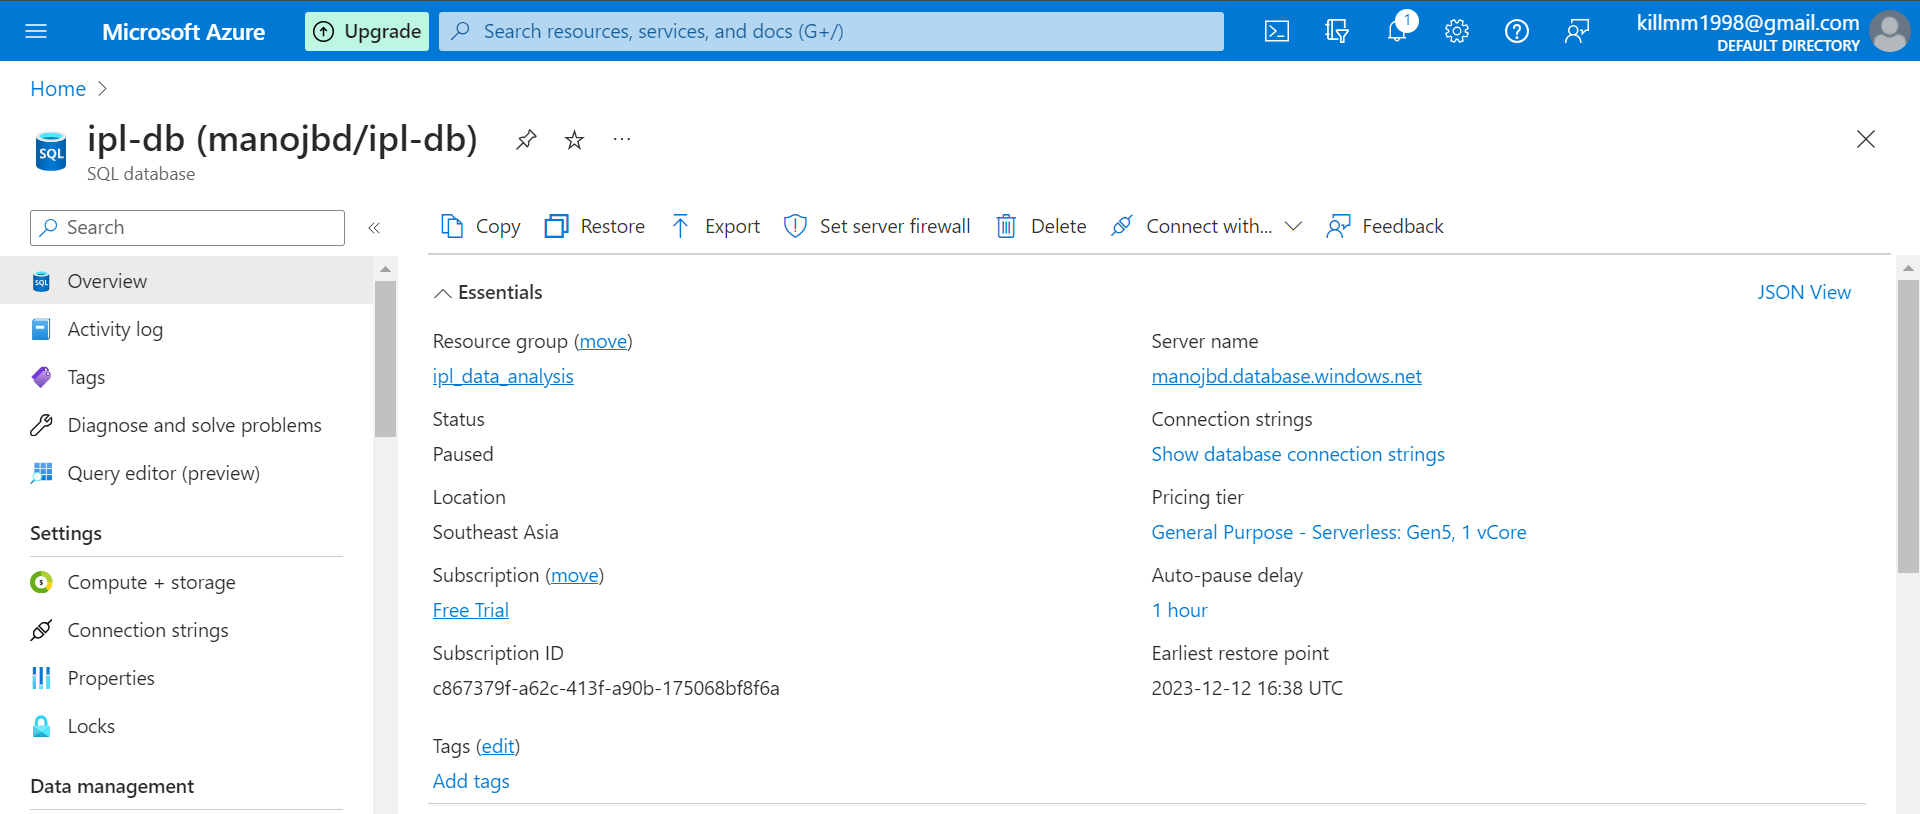 Microsoft Azure
Upgrade
Search resources, services, and docs (G+/)
1
killmm1998@gmail.com
DEFAULT DIRECTORY
Home
SQL
ipl-db (manojbd/ipl-db)
SQL database
Search
Copy
Restore
Export
Set server firewall
Delete
Connect with...
Feedback
SQL
Overview
Activity log
Tags
Diagnose and solve problems
Query editor (preview)
Settings
Compute + storage
Connection strings
Properties
Locks
Data management
Essentials
JSON View
Resource group (move)
ipl_data_analysis
Status
Paused
Location
Southeast Asia
Subscription (move)
Free Trial
Subscription ID
c867379f-a62c-413f-a90b-175068bf8f6a
Server name
manojbd.database.windows.net
Connection strings
Show database connection strings
Pricing tier
General Purpose - Serverless: Gen5, 1 vCore
Auto-pause delay
1 hour
Earliest restore point
2023-12-12 16:38 UTC
Tags (edit)
Add tags